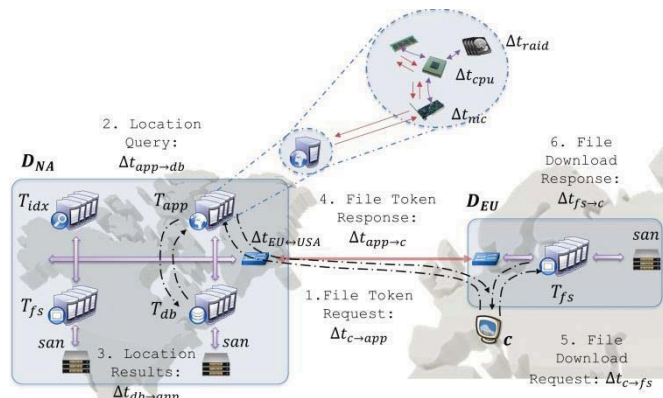 Δt_raid
Δt_cpu
Δt_nic
2. Location
Query:
Δt_app→db
D_NA
T_idx
T_app
Δt_EU↔USA
4. File Token
Response:
Δt_app→c
6. File
Download
Response:
Δt_fs→c
D_EU
san
T_fs
T_fs
T_db
1.File Token
Request:
Δt_c→app
c
san
san
3. Location
Results:
Δt_db→app
5. File
Download
Request: Δt_c→fs